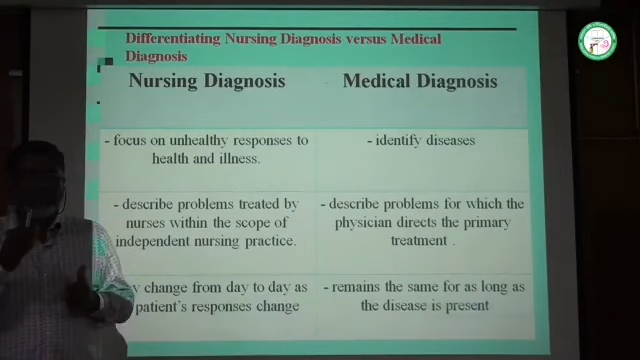 Differentiating Nursing Diagnosis versus Medical
Diagnosis
Nursing Diagnosis
Medical Diagnosis
- focus on unhealthy responses to
health and illness.
- identify diseases
- describe problems treated by
nurses within the scope of
independent nursing practice.
- describe problems for which the
physician directs the primary
treatment .
change from day to day as
patient's responses change
- remains the same for as long as
the disease is present